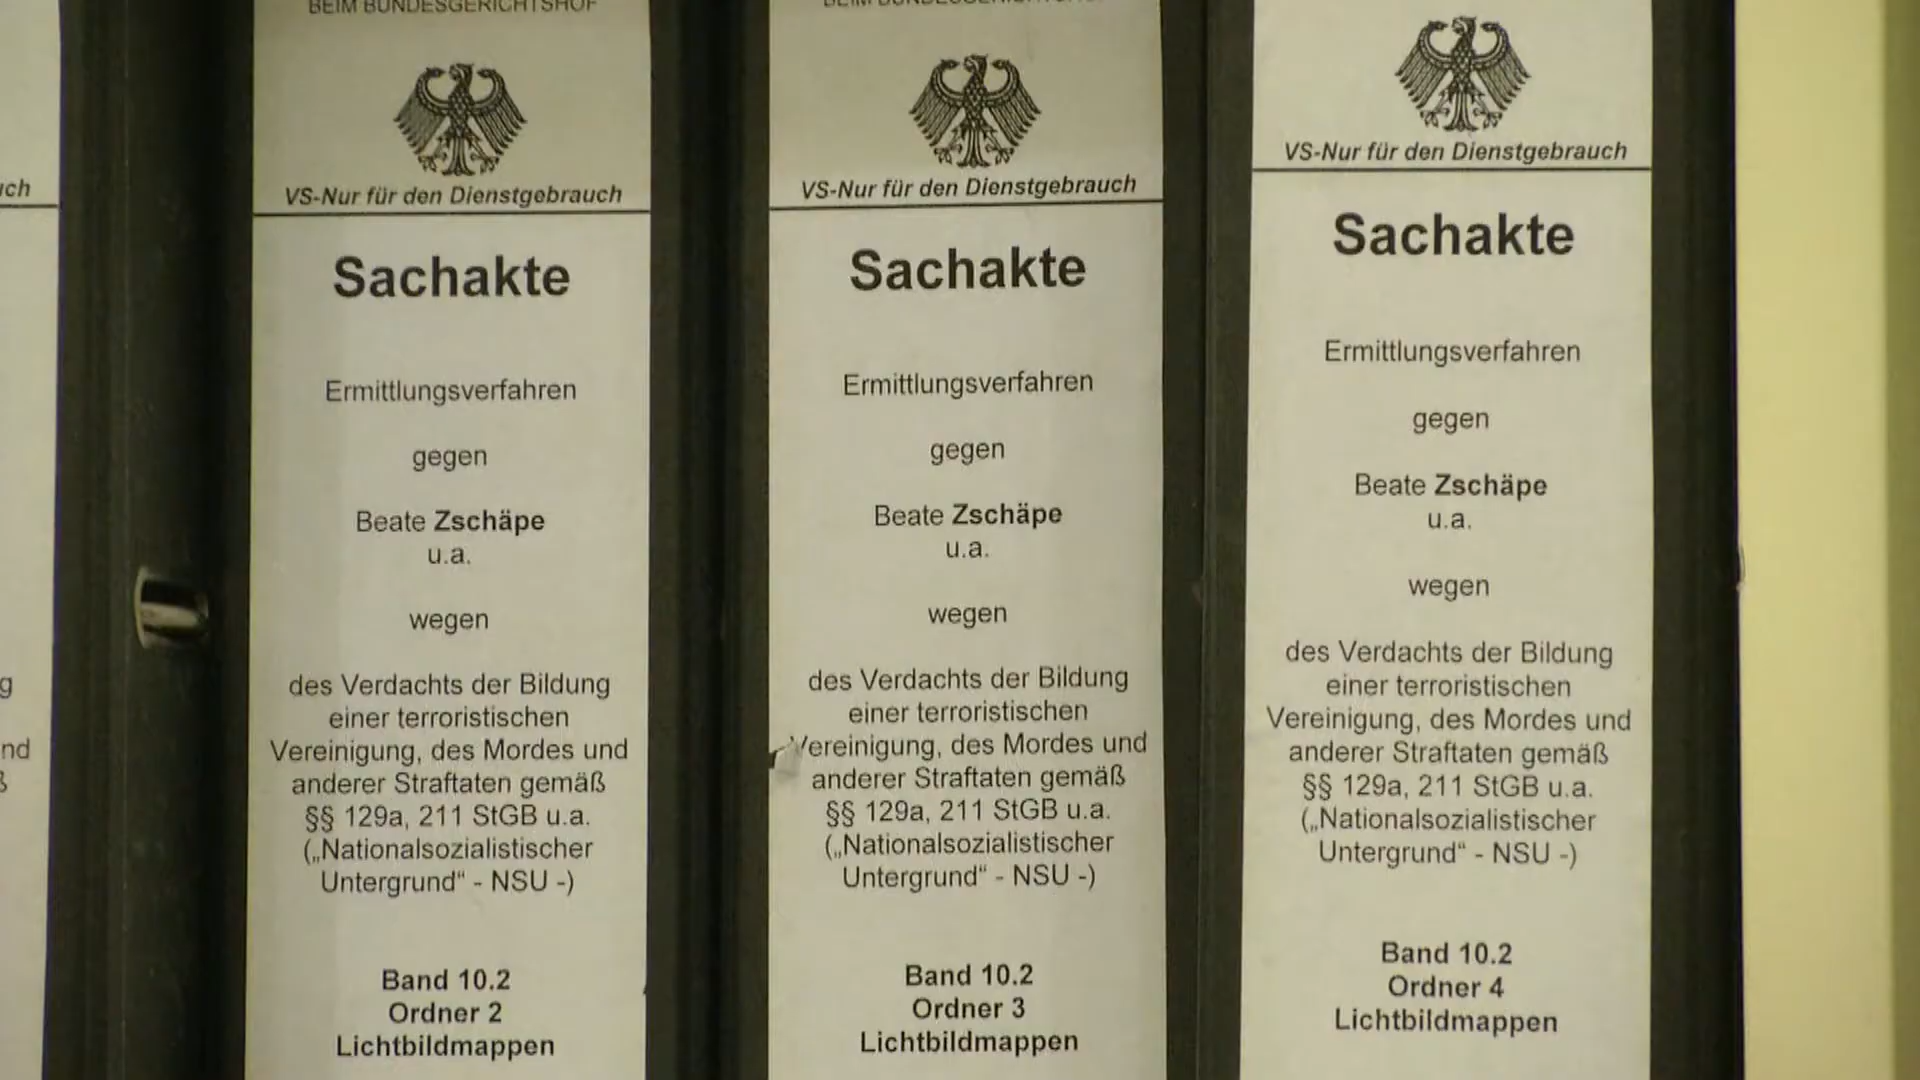 BEIM BUNDESGERICHTSHOF
VS-Nur für den Dienstgebrauch
Sachakte
Ermittlungsverfahren
gegen
Beate Zschäpe
u.a.
wegen
des Verdachts der Bildung
einer terroristischen
Vereinigung, des Mordes und
anderer Straftaten gemäß
§§ 129a, 211 StGB u.a.
(„Nationalsozialistischer
Untergrund“ - NSU -)
Band 10.2
Ordner 2
Lichtbildmappen
BEIM BUNDESGERICHTSHOF
VS-Nur für den Dienstgebrauch
Sachakte
Ermittlungsverfahren
gegen
Beate Zschäpe
u.a.
wegen
des Verdachts der Bildung
einer terroristischen
Vereinigung, des Mordes und
anderer Straftaten gemäß
§§ 129a, 211 StGB u.a.
(„Nationalsozialistischer
Untergrund“ - NSU -)
Band 10.2
Ordner 3
Lichtbildmappen
VS-Nur für den Dienstgebrauch
Sachakte
Ermittlungsverfahren
gegen
Beate Zschäpe
u.a.
wegen
des Verdachts der Bildung
einer terroristischen
Vereinigung, des Mordes und
anderer Straftaten gemäß
§§ 129a, 211 StGB u.a.
(„Nationalsozialistischer
Untergrund“ - NSU -)
Band 10.2
Ordner 4
Lichtbildmappen